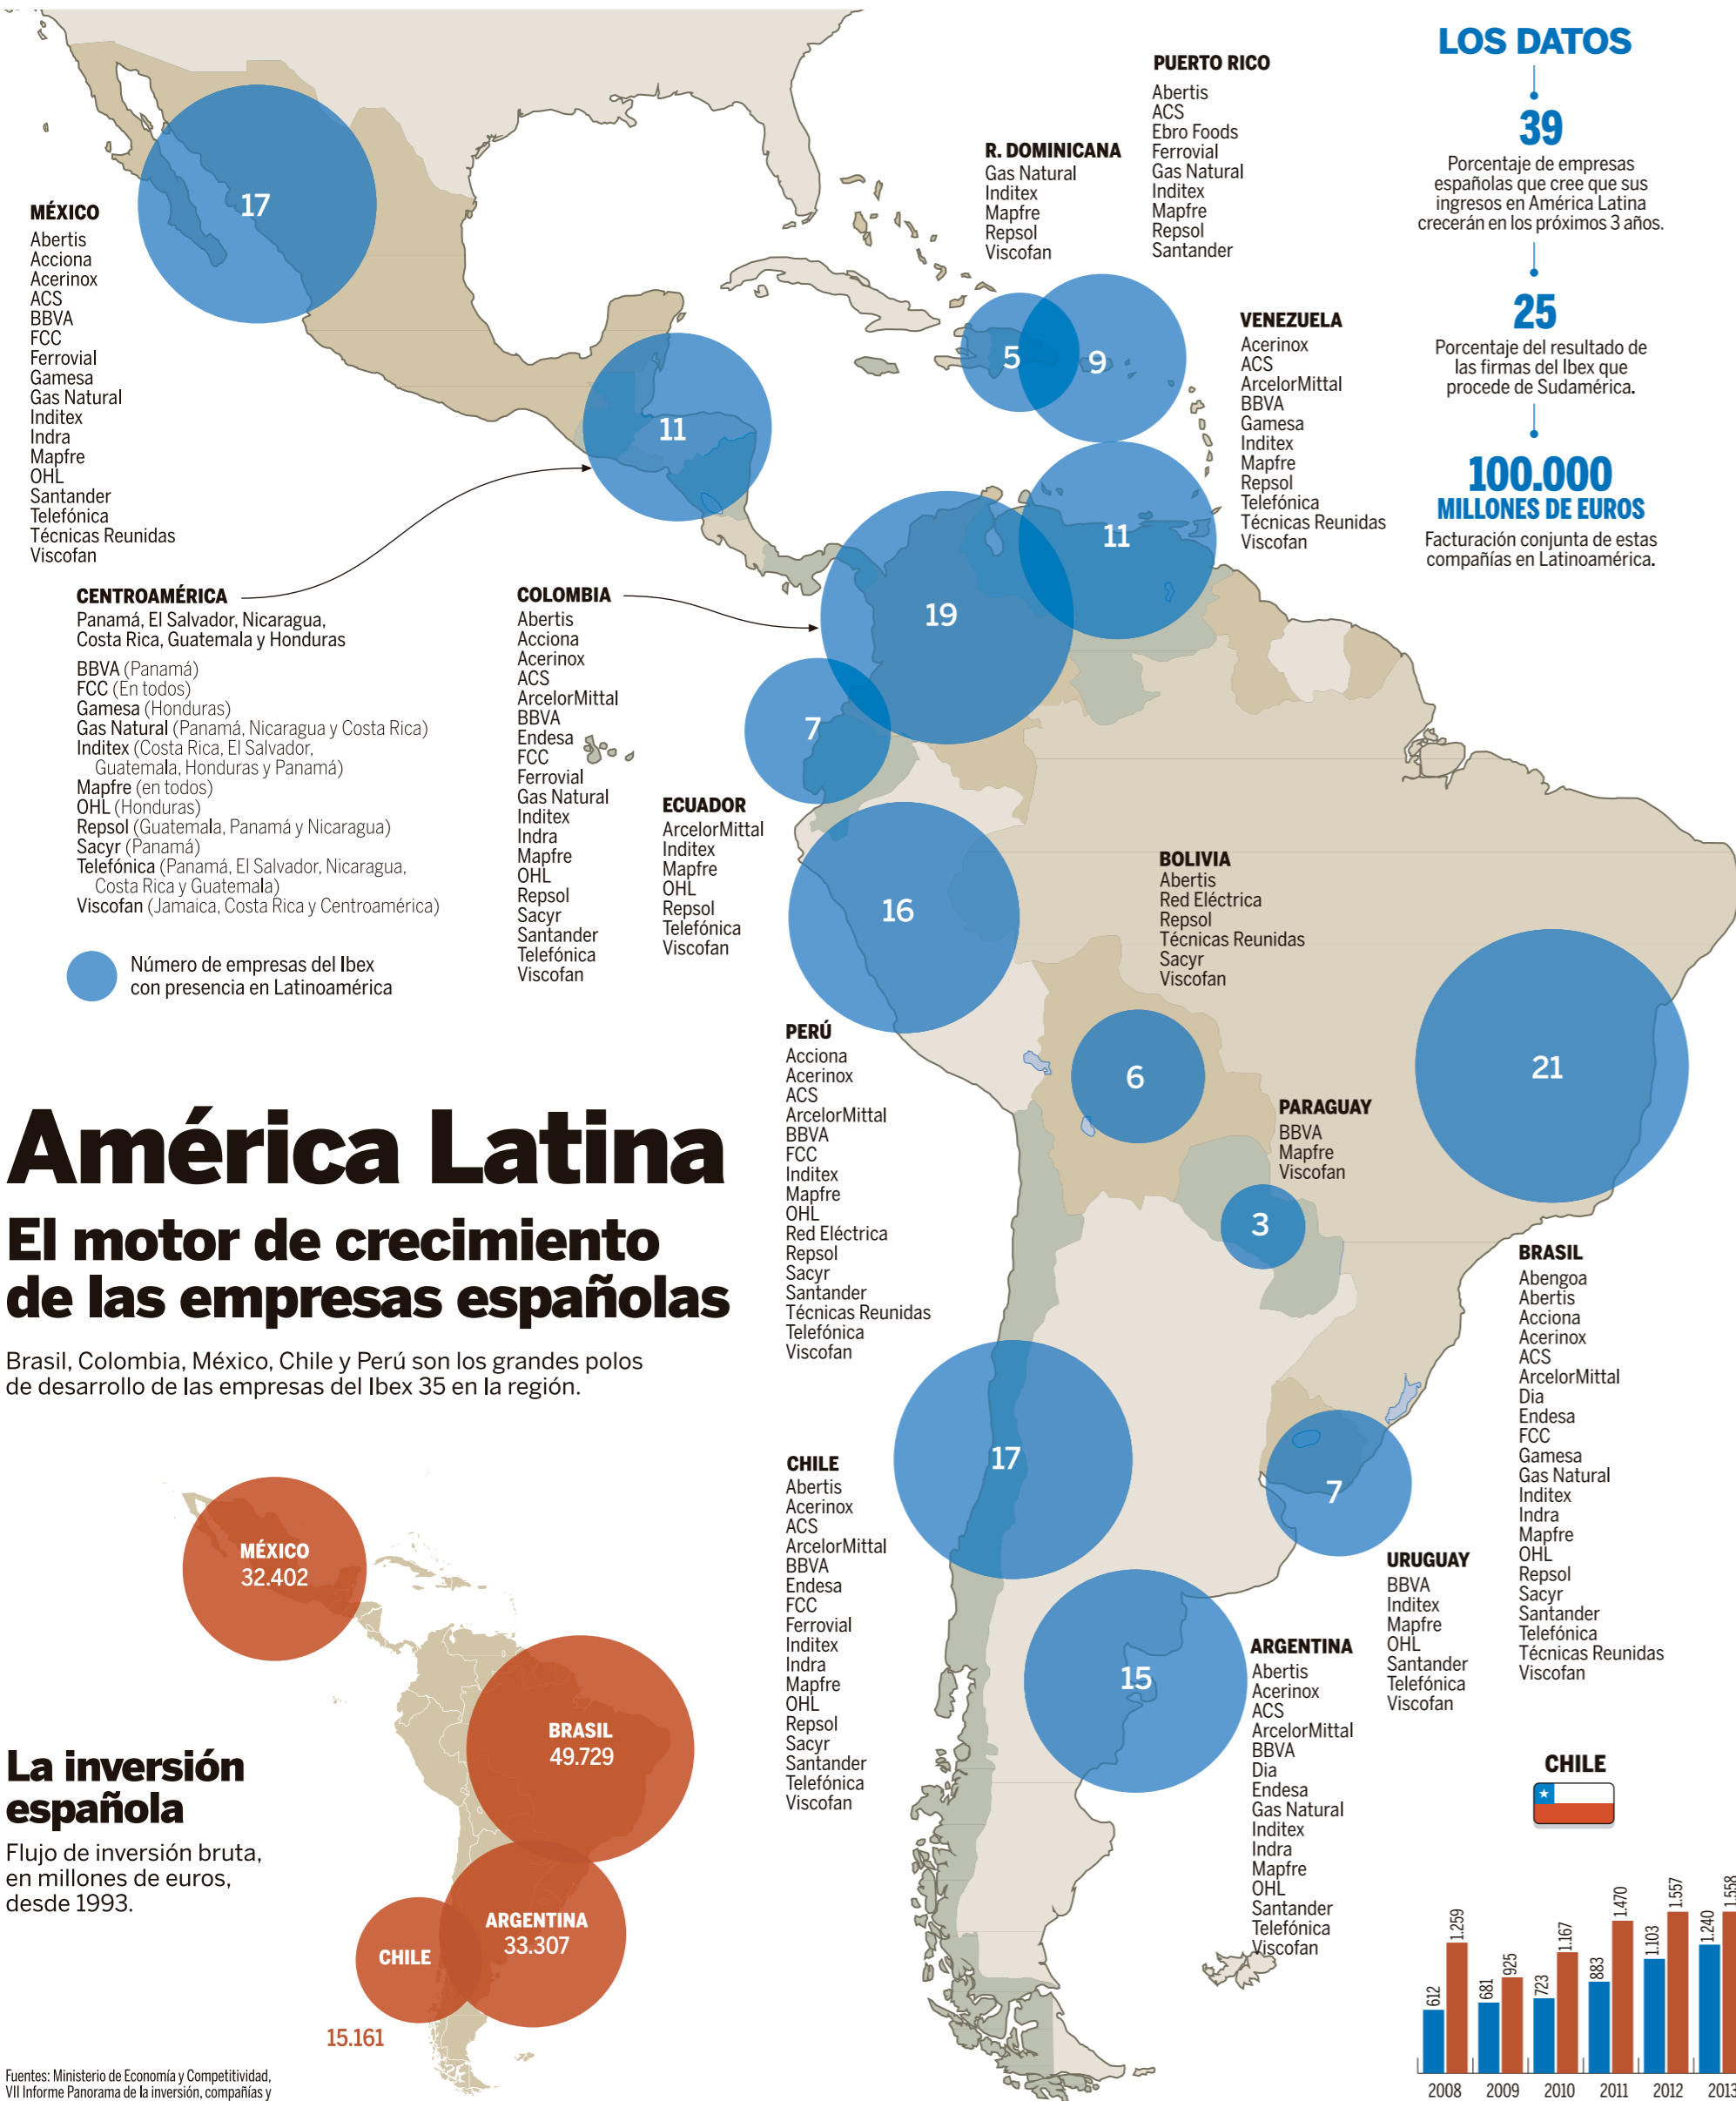 LOS DATOS
39
Porcentaje de empresas
españolas que cree que sus
ingresos en América Latina
crecerán en los próximos 3 años.
25
Porcentaje del resultado de
las firmas del Ibex que
procede de Sudamérica.
100.000
MILLONES DE EUROS
Facturación conjunta de estas
compañías en Latinoamérica.
PUERTO RICO
Abertis
ACS
Ebro Foods
Ferrovial
Gas Natural
Inditex
Mapfre
Repsol
Santander
R. DOMINICANA
Gas Natural
Inditex
Mapfre
Repsol
Viscofan
5
9
MÉXICO
Abertis
Acciona
Acerinox
ACS
BBVA
FCC
Ferrovial
Gamesa
Gas Natural
Inditex
Indra
Mapfre
OHL
Santander
Telefónica
Técnicas Reunidas
Viscofan
17
11
VENEZUELA
Acerinox
ACS
ArcelorMittal
BBVA
Gamesa
Inditex
Mapfre
Repsol
Telefónica
Técnicas Reunidas
Viscofan
11
19
7
CENTROAMÉRICA
Panamá, El Salvador, Nicaragua,
Costa Rica, Guatemala y Honduras
BBVA (Panamá)
FCC (En todos)
Gamesa (Honduras)
Gas Natural (Panamá, Nicaragua y Costa Rica)
Inditex (Costa Rica, El Salvador,
Guatemala, Honduras y Panamá)
Mapfre (en todos)
OHL (Honduras)
Repsol (Guatemala, Panamá y Nicaragua)
Sacyr (Panamá)
Telefónica (Panamá, El Salvador, Nicaragua,
Costa Rica y Guatemala)
Viscofan (Jamaica, Costa Rica y Centroamérica)
Número de empresas del Ibex
con presencia en Latinoamérica
COLOMBIA
Abertis
Acciona
Acerinox
ACS
ArcelorMittal
BBVA
Endesa
FCC
Ferrovial
Gas Natural
Inditex
Indra
Mapfre
OHL
Repsol
Sacyr
Santander
Telefónica
Viscofan
ECUADOR
ArcelorMittal
Inditex
Mapfre
OHL
Repsol
Telefónica
Viscofan
16
BOLIVIA
Abertis
Red Eléctrica
Repsol
Técnicas Reunidas
Sacyr
Viscofan
6
21
PERÚ
Acciona
Acerinox
ACS
ArcelorMittal
BBVA
FCC
Inditex
Mapfre
OHL
Red Eléctrica
Repsol
Sacyr
Santander
Técnicas Reunidas
Telefónica
Viscofan
PARAGUAY
BBVA
Mapfre
Viscofan
3
América Latina
El motor de crecimiento
de las empresas españolas
Brasil, Colombia, México, Chile y Perú son los grandes polos
de desarrollo de las empresas del Ibex 35 en la región.
BRASIL
Abengoa
Abertis
Acciona
Acerinox
ACS
ArcelorMittal
Dia
Endesa
FCC
Gamesa
Gas Natural
Inditex
Indra
Mapfre
OHL
Repsol
Sacyr
Santander
Telefónica
Técnicas Reunidas
Viscofan
17
CHILE
Abertis
Acerinox
ACS
ArcelorMittal
BBVA
Endesa
FCC
Ferrovial
Inditex
Indra
Mapfre
OHL
Repsol
Sacyr
Santander
Telefónica
Viscofan
7
URUGUAY
BBVA
Inditex
Mapfre
OHL
Santander
Telefónica
Viscofan
15
ARGENTINA
Abertis
Acerinox
ACS
ArcelorMittal
BBVA
Dia
Endesa
Gas Natural
Inditex
Indra
Mapfre
OHL
Santander
Telefónica
Viscofan
MÉXICO
32.402
BRASIL
49.729
ARGENTINA
33.307
CHILE
15.161
La inversión
española
Flujo de inversión bruta,
en millones de euros,
desde 1993.
Fuentes: Ministerio de Economía y Competitividad,
VII Informe Panorama de la inversión, compañías y
CHILE
612
1.259
681
925
723
1.167
883
1.470
1.103
1.557
1.240
1.558
2008
2009
2010
2011
2012
2013